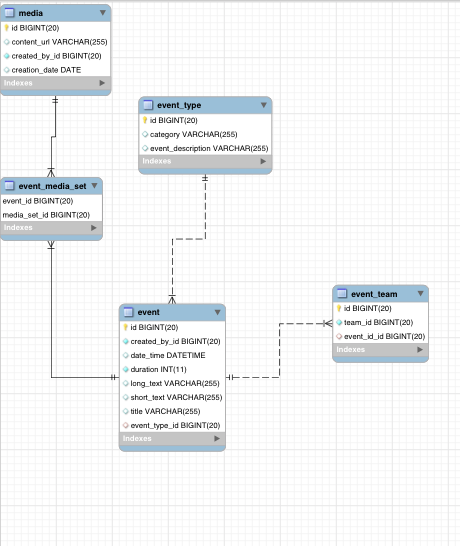 media
id BIGINT(20)
content_url VARCHAR(255)
created_by_id BIGINT(20)
creation_date DATE
Indexes
event_type
id BIGINT(20)
category VARCHAR(255)
event_description VARCHAR(255)
Indexes
event_media_set
event_id BIGINT(20)
media_set_id BIGINT(20)
Indexes
event
id BIGINT(20)
created_by_id BIGINT(20)
date_time DATETIME
duration INT(11)
long_text VARCHAR(255)
short_text VARCHAR(255)
title VARCHAR(255)
event_type_id BIGINT(20)
Indexes
event_team
id BIGINT(20)
team_id BIGINT(20)
event_id_id BIGINT(20)
Indexes